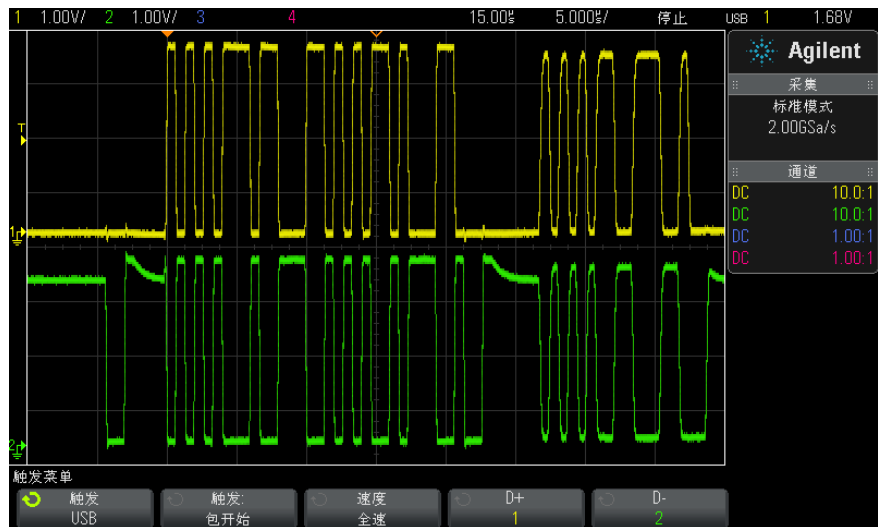 1 1.00V/ 2 1.00V/ 3 4 15.00㎲ 5.000㎲/ 停止 USB 1 1.68V
Agilent
采集
标准模式
2.00GSa/s
通道
DC 10.0:1
DC 10.0:1
DC 1.00:1
DC 1.00:1
T
1
2
触发菜单
触发 触发: 速度 D+ D-
USB 包开始 全速 1 2